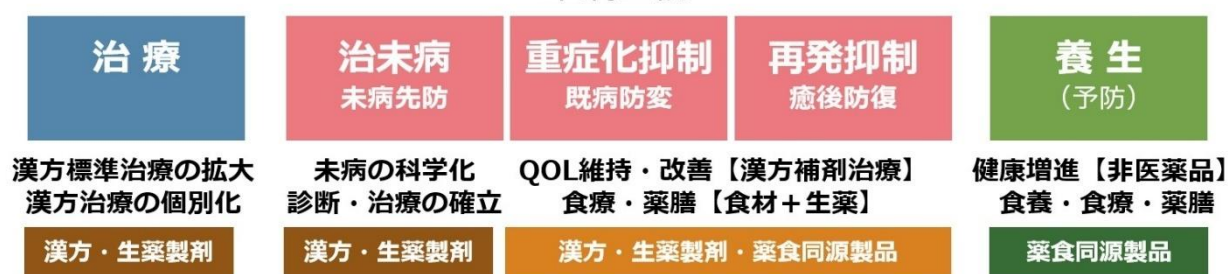 治 療
治未病
未病先防
重症化抑制
既病防変
再発抑制
癒後防復
養 生
(予防)
漢方標準治療の拡大
漢方治療の個別化
未病の科学化
診断・治療の確立
QOL維持・改善【漢方補剤治療】
食療・薬膳【食材+生薬】
健康増進【非医薬品】
食養・食療・薬膳
漢方・生薬製剤
漢方・生薬製剤
漢方・生薬製剤・薬食同源製品
薬食同源製品